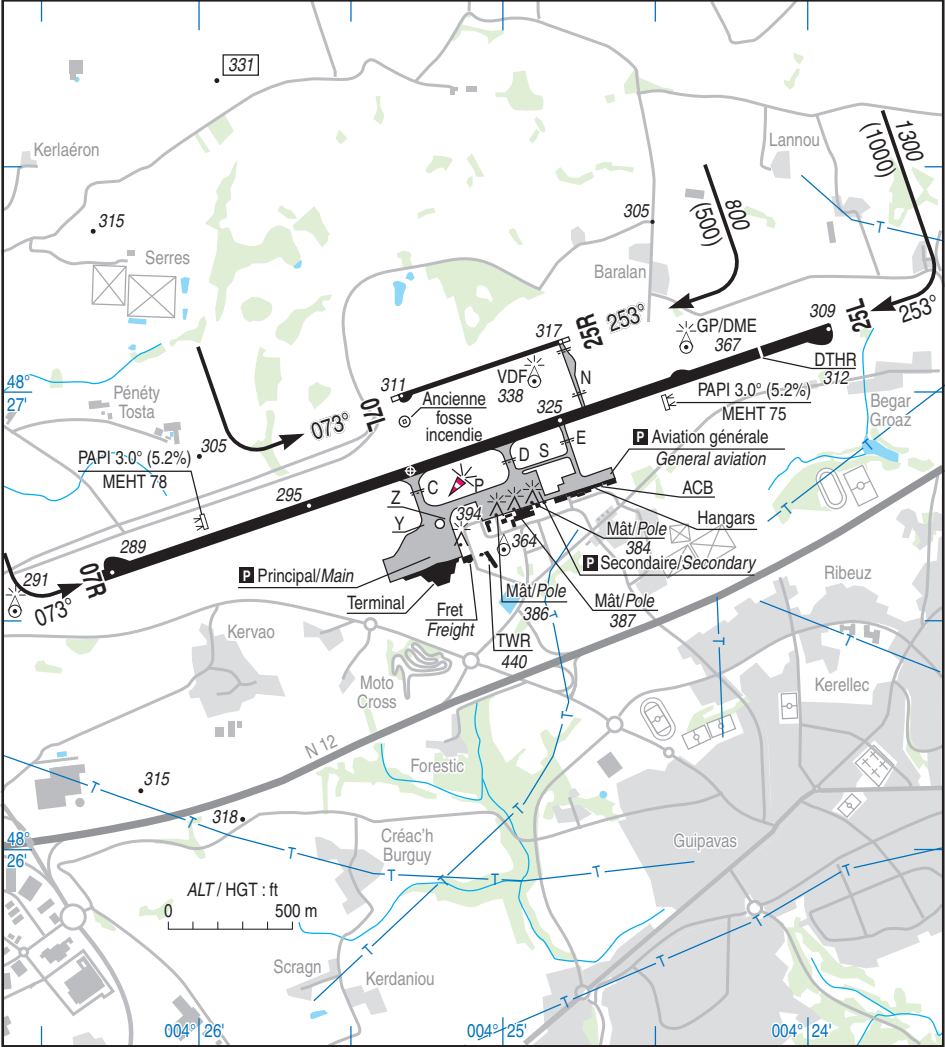 331
Kerlaéron
Lannou
1300
(1000)
T
315
305
800
(500)
Serres
Baralan
GP/DME
367
309
25L
253°
317
25R
253°
DTHR
312
VDF
338
N
311
07L
073°
Ancienne
fosse
incendie
325
PAPI 3.0° (5.2%)
MEHT 75
48°
27'
Pénéty
Tosta
Begar
Groaz
305
PAPI 3.0° (5.2%)
MEHT 78
P Aviation générale
General aviation
E
D
S
ACB
Hangars
Z
C
P
Y
295
394
364
Mât/Pole
384
P Secondaire/Secondary
289
07R
291
073°
P Principal/Main
Terminal
Fret
Freight
Mât/Pole
386
Mât/Pole
387
TWR
440
Ribeuz
T
T
T
Kervao
Moto
Cross
Kerellec
T
N 12
Forestic
315
T
318
T
T
48°
26'
Créac'h
Burguy
Guipavas
T
T
T
T
T
T
ALT / HGT : ft
0
500 m
T
T
Scragn
Kerdaniou
T
004° 26'
004° 25'
004° 24'